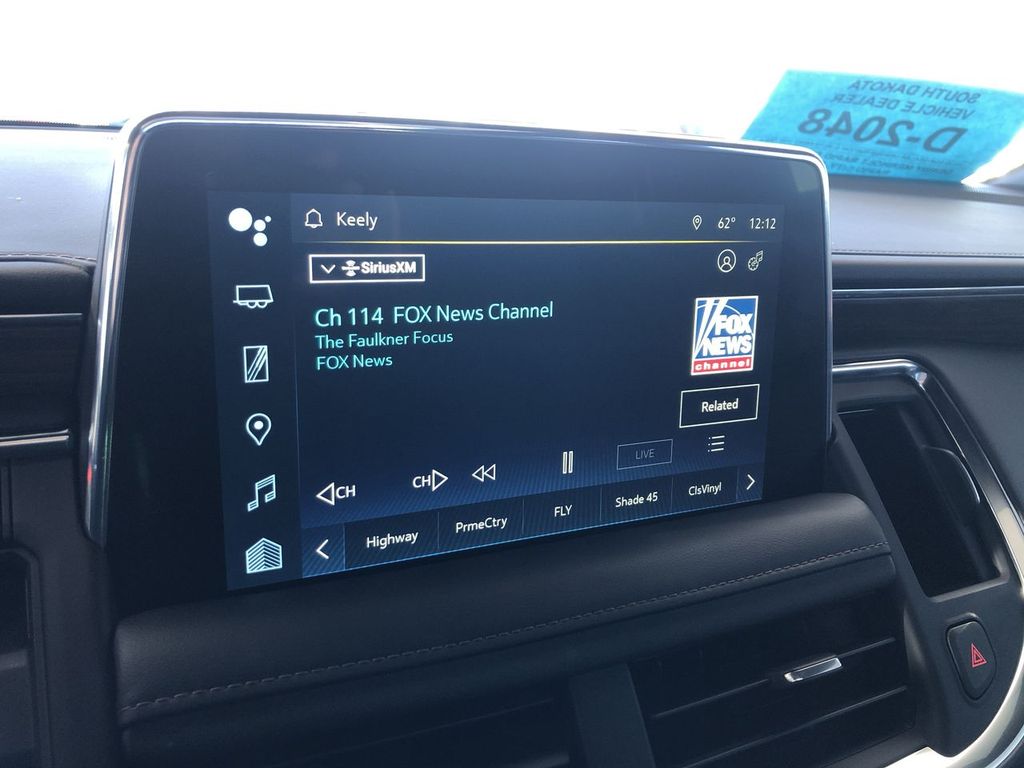 SOUTH DAKOTA
VEHICLE DEALER
D-2048
Keely
62° 12:12
SiriusXM
Ch 114 FOX News Channel
The Faulkner Focus
FOX News
FOX
NEWS
channel
Related
CH
CH
LIVE
Highway PrmeCtry FLY Shade 45 ClsVinyl